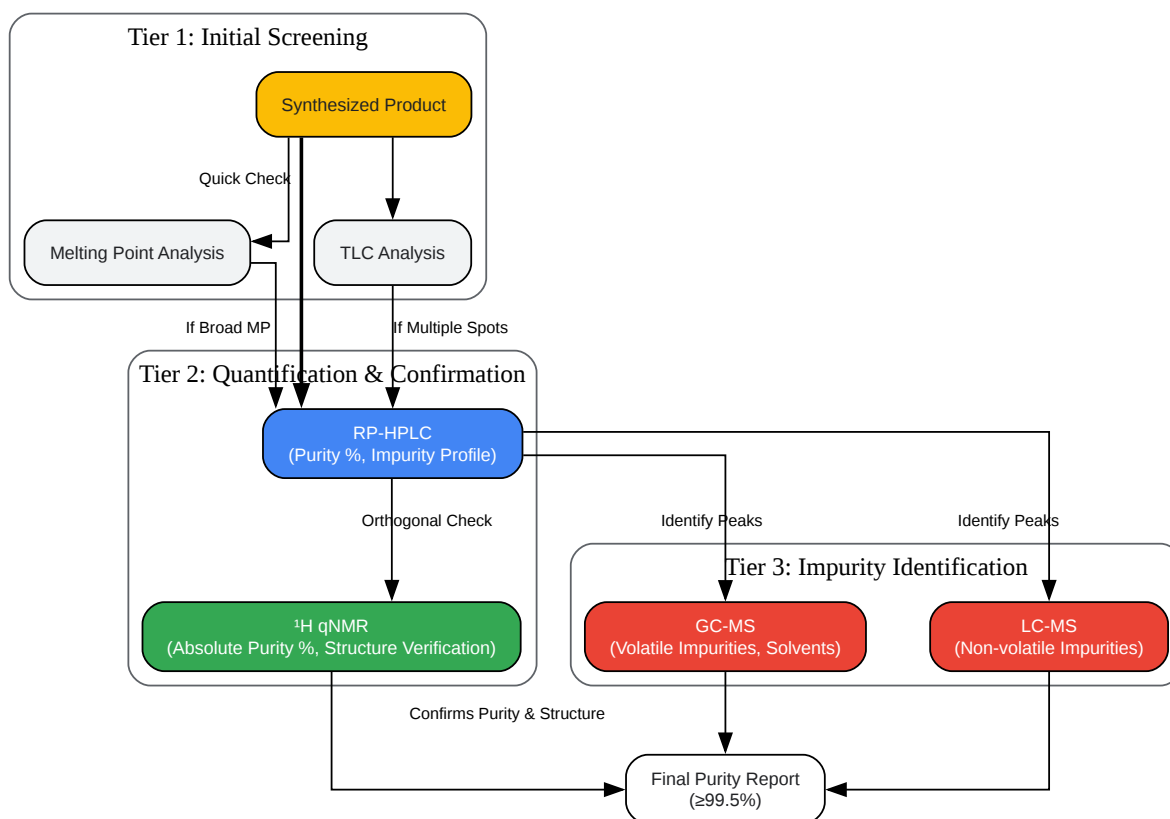 Tier 1: Initial Screening
Synthesized Product
Quick Check
Melting Point Analysis
TLC Analysis
If Broad MP
If Multiple Spots
Tier 2: Quantification & Confirmation
RP-HPLC
(Purity %, Impurity Profile)
Orthogonal Check
Identify Peaks
Identify Peaks
Tier 3: Impurity Identification
¹H qNMR
(Absolute Purity %, Structure Verification)
GC-MS
(Volatile Impurities, Solvents)
LC-MS
(Non-volatile Impurities)
Confirms Purity & Structure
Final Purity Report
(≥99.5%)